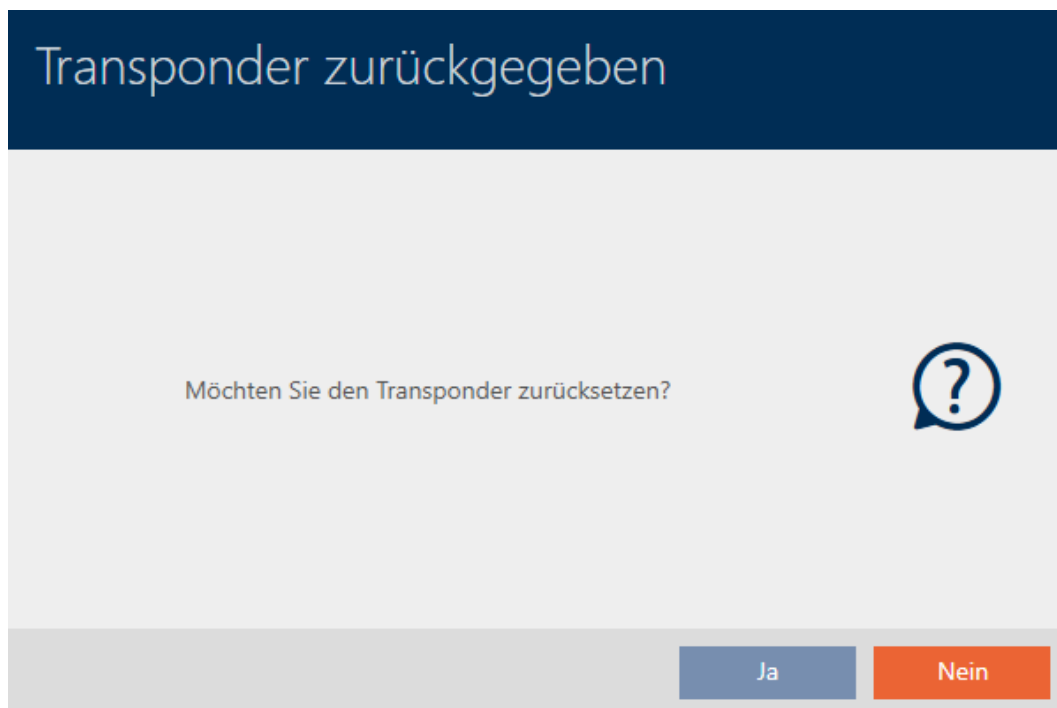 Transponder zurückgegeben
Möchten Sie den Transponder zurücksetzen?
?
Ja
Nein